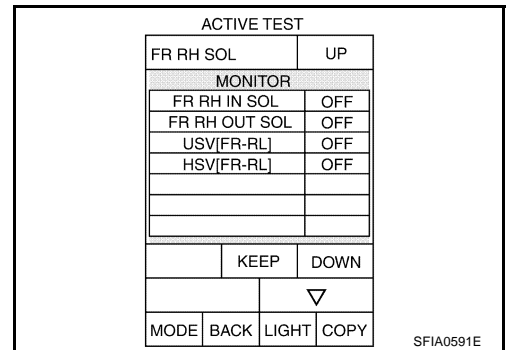 ACTIVE TEST
FR RH SOL UP
MONITOR
FR RH IN SOL OFF
FR RH OUT SOL OFF
USV[FR-RL] OFF
HSV[FR-RL] OFF
KEEP DOWN
▽
MODE BACK LIGHT COPY
SFIA0591E